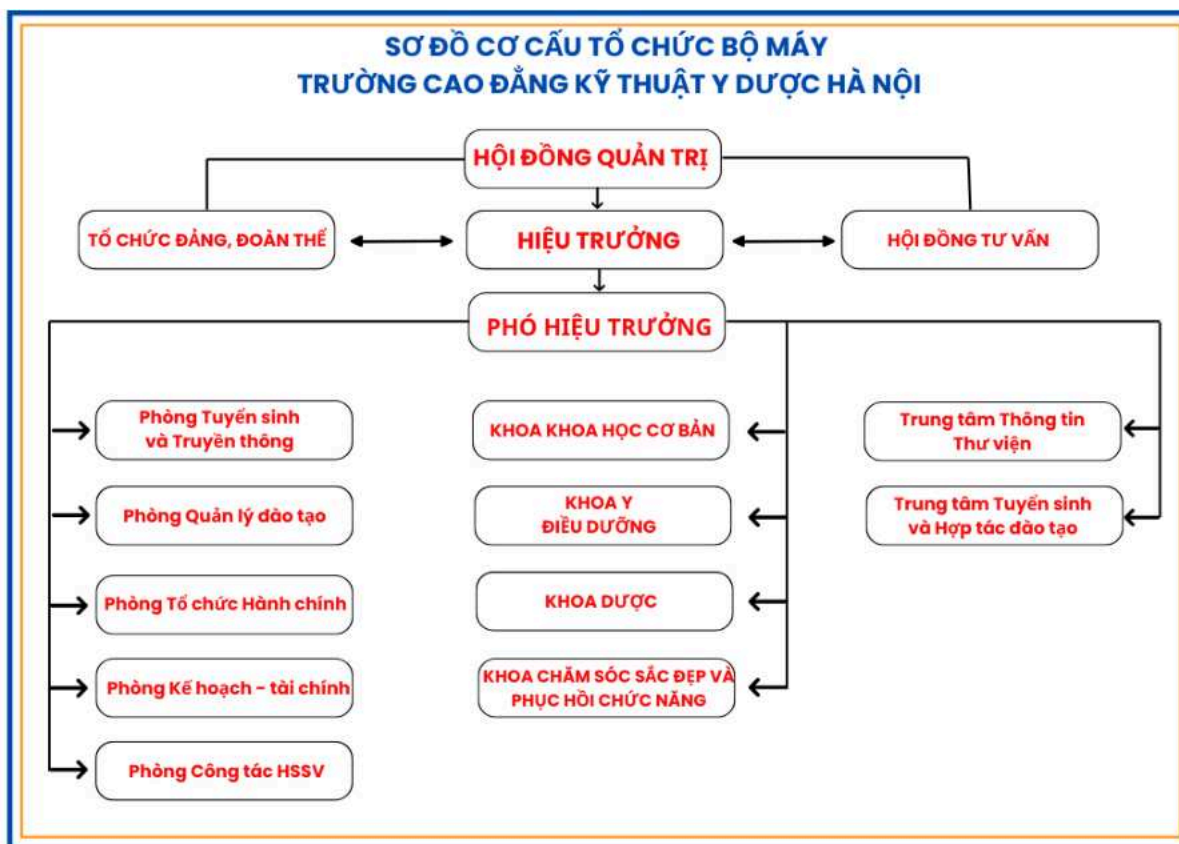 SƠ ĐỒ CƠ CẤU TỔ CHỨC BỘ MÁY
TRƯỜNG CAO ĐẲNG KỸ THUẬT Y DƯỢC HÀ NỘI
HỘI ĐỒNG QUẢN TRỊ
TỔ CHỨC ĐẢNG, ĐOÀN THỂ
HIỆU TRƯỞNG
HỘI ĐỒNG TƯ VẤN
PHÓ HIỆU TRƯỞNG
Phòng Tuyển sinh
và Truyền thông
Phòng Quản lý đào tạo
Phòng Tổ chức Hành chính
Phòng Kế hoạch - tài chính
Phòng Công tác HSSV
KHOA KHOA HỌC CƠ BẢN
KHOA Y
ĐIỀU DƯỠNG
KHOA DƯỢC
KHOA CHĂM SÓC SẮC ĐẸP VÀ
PHỤC HỒI CHỨC NĂNG
Trung tâm Thông tin
Thư viện
Trung tâm Tuyển sinh
và Hợp tác đào tạo